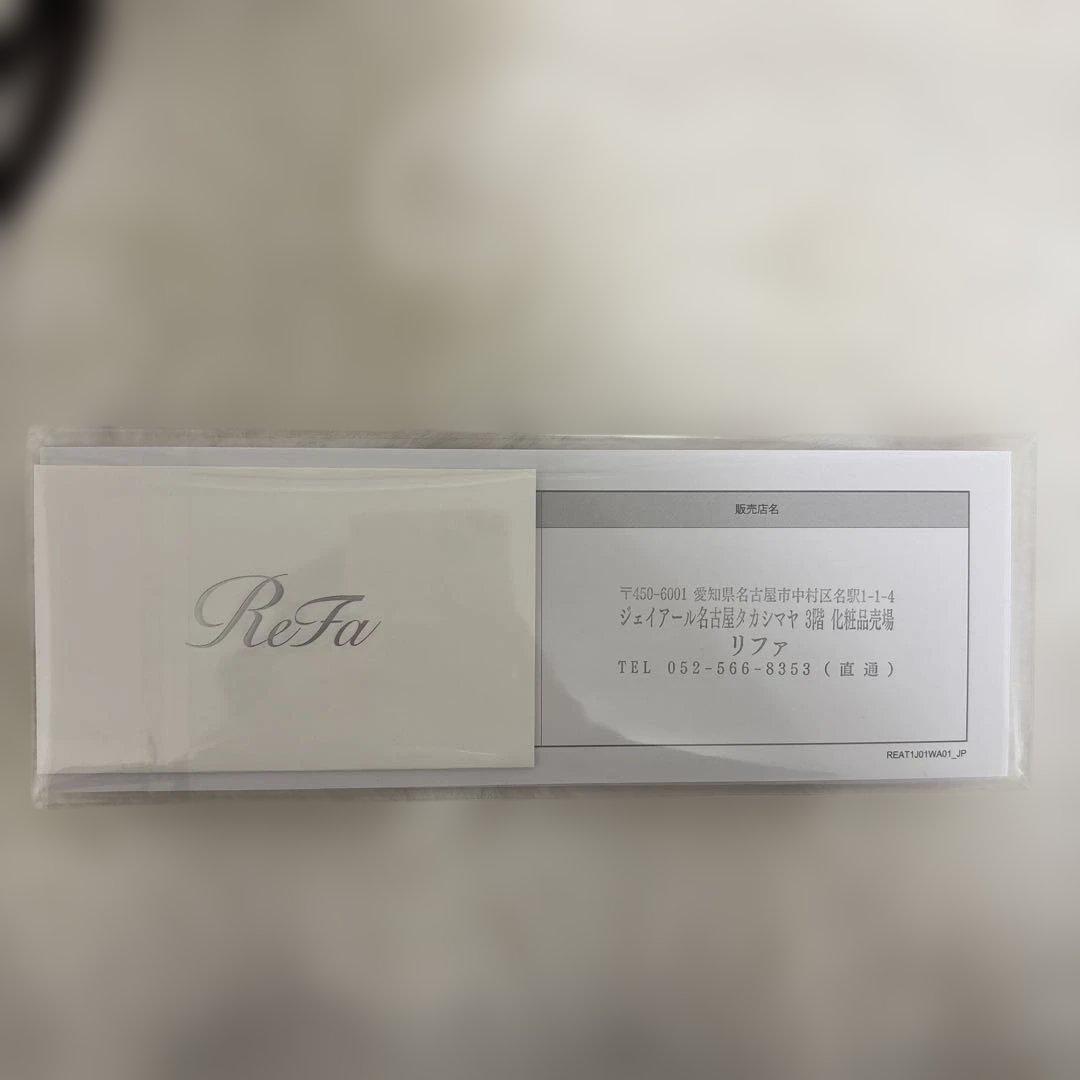 ReFa
販売店名
〒450-6001 愛知県名古屋市中村区名駅1-1-4
ジェイアール名古屋タカシマヤ 3階 化粧品売場
リファ
TEL 052-566-8353(直通)
REAT1J01WA01_JP